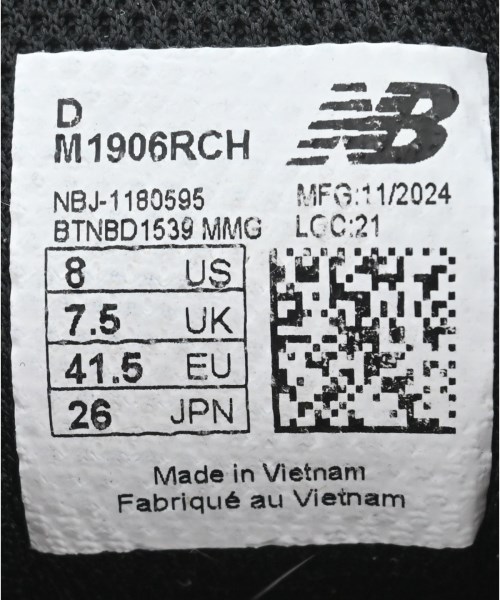 D
M1906RCH
NB
NBJ-1180595 MFG:11/2024
BTNBD1539 MMG LOC:21
8 US
7.5 UK
41.5 EU
26 JPN
Made in Vietnam
Fabriqué au Vietnam